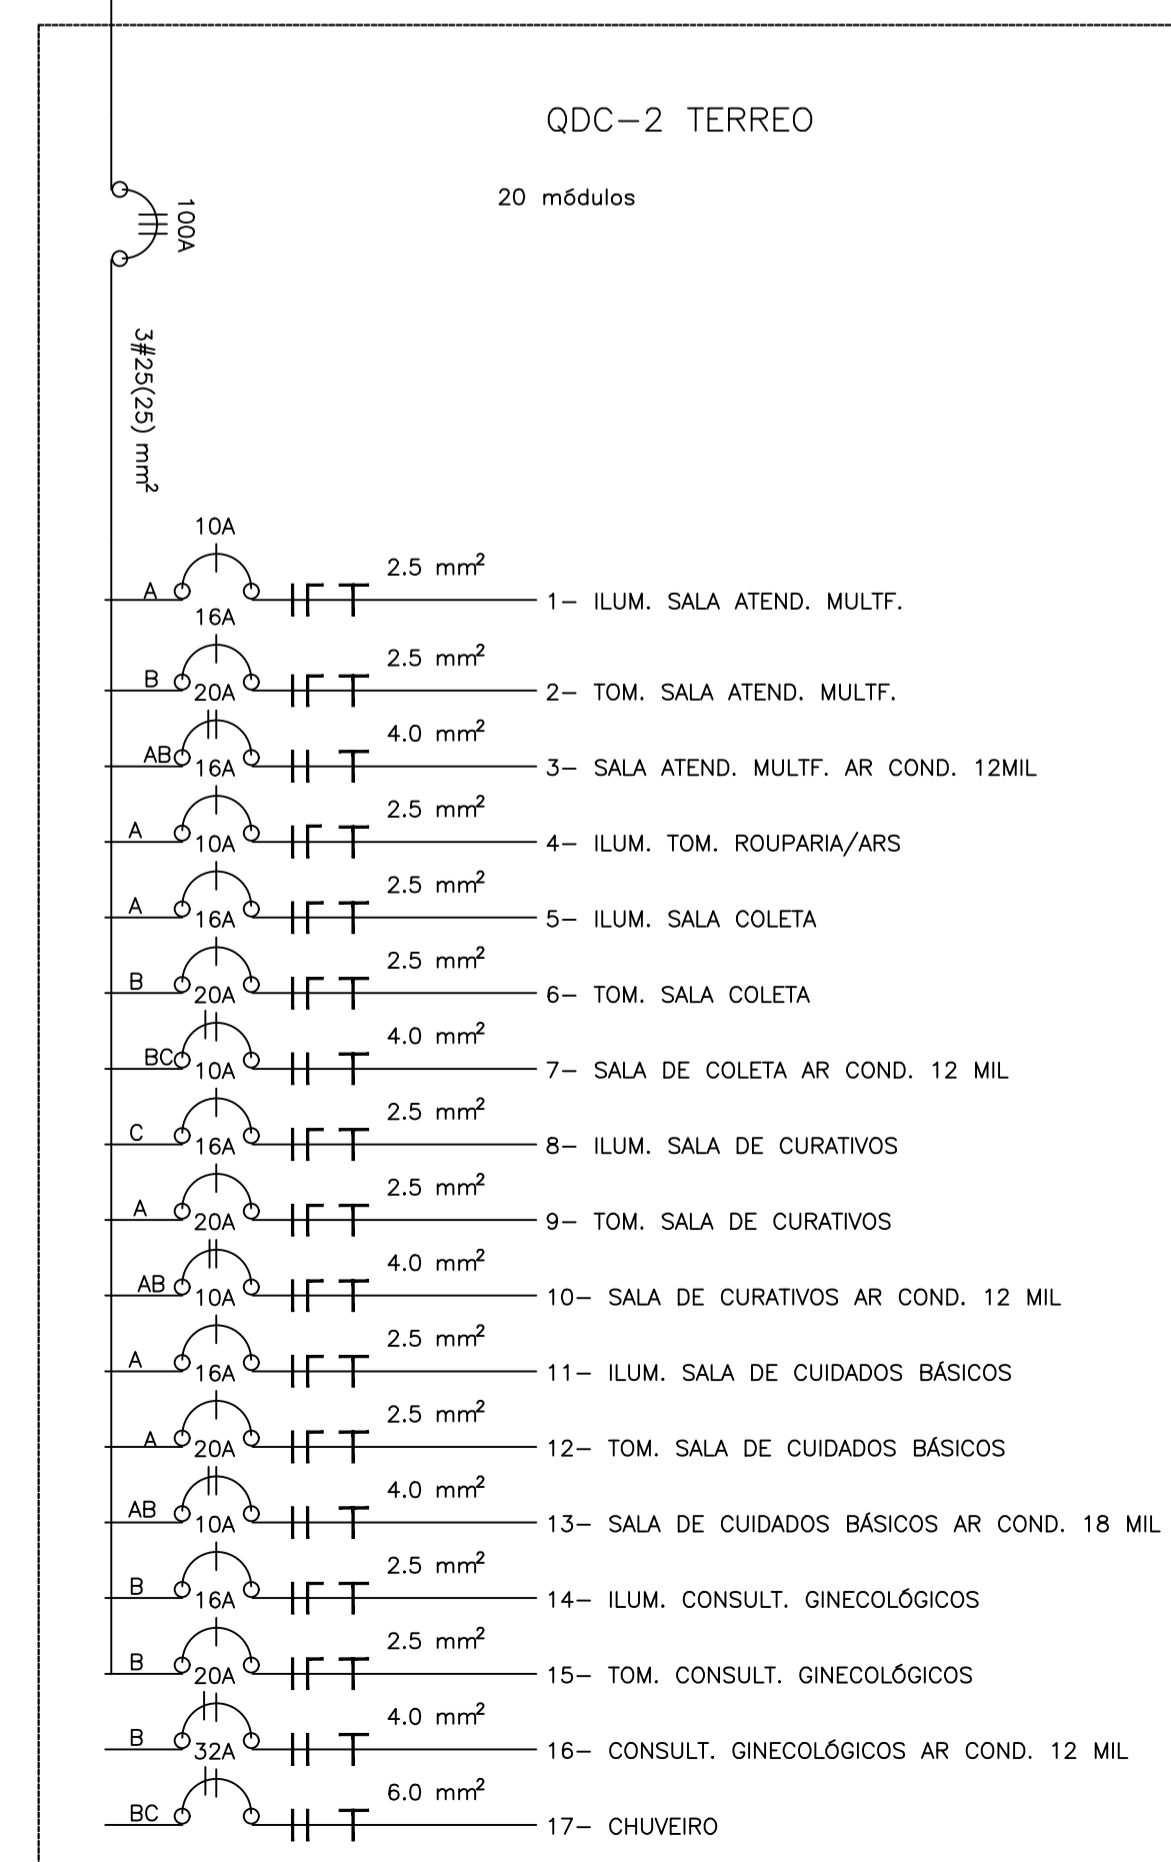 QDC-2 TERREO
20 módulos
100A
3#25(25) mm²
10A
2.5 mm²
A
1- ILUM. SALA ATEND. MULTF.
16A
2.5 mm²
B
2- TOM. SALA ATEND. MULTF.
20A
4.0 mm²
AB
3- SALA ATEND. MULTF. AR COND. 12MIL
16A
2.5 mm²
A
4- ILUM. TOM. ROUPARIA/ARS
10A
2.5 mm²
A
5- ILUM. SALA COLETA
16A
2.5 mm²
B
6- TOM. SALA COLETA
20A
4.0 mm²
BC
7- SALA DE COLETA AR COND. 12 MIL
10A
2.5 mm²
C
8- ILUM. SALA DE CURATIVOS
16A
2.5 mm²
A
9- TOM. SALA DE CURATIVOS
20A
4.0 mm²
AB
10- SALA DE CURATIVOS AR COND. 12 MIL
10A
2.5 mm²
A
11- ILUM. SALA DE CUIDADOS BÁSICOS
16A
2.5 mm²
A
12- TOM. SALA DE CUIDADOS BÁSICOS
20A
4.0 mm²
AB
13- SALA DE CUIDADOS BÁSICOS AR COND. 18 MIL
10A
2.5 mm²
B
14- ILUM. CONSULT. GINECOLÓGICOS
16A
2.5 mm²
B
15- TOM. CONSULT. GINECOLÓGICOS
20A
4.0 mm²
B
16- CONSULT. GINECOLÓGICOS AR COND. 12 MIL
32A
6.0 mm²
BC
17- CHUVEIRO